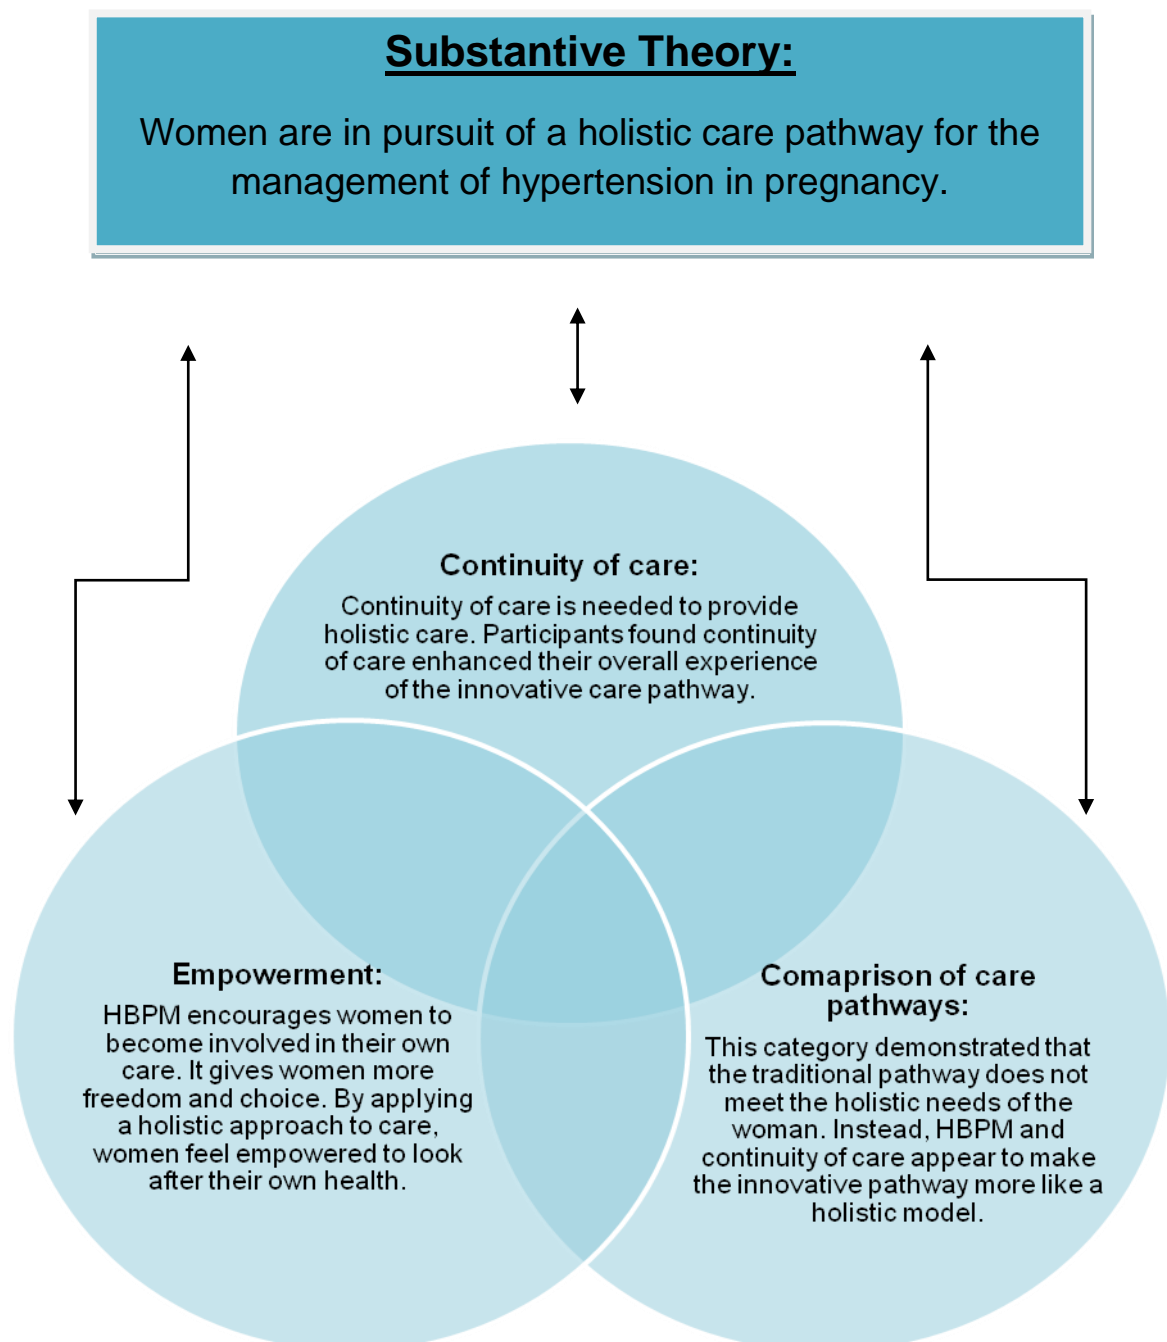 Substantive Theory:
Women are in pursuit of a holistic care pathway for the
management of hypertension in pregnancy.
Continuity of care:
Continuity of care is needed to provide
holistic care. Participants found continuity
of care enhanced their overall experience
of the innovative care pathway.
Empowerment:
HBPM encourages women to
become involved in their own
care. It gives women more
freedom and choice. By applying
a holistic approach to care,
women feel empowered to look
after their own health.
Comaprison of care
pathways:
This category demonstrated that
the traditional pathway does not
meet the holistic needs of the
woman. Instead, HBPM and
continuity of care appear to make
the innovative pathway more like a
holistic model.